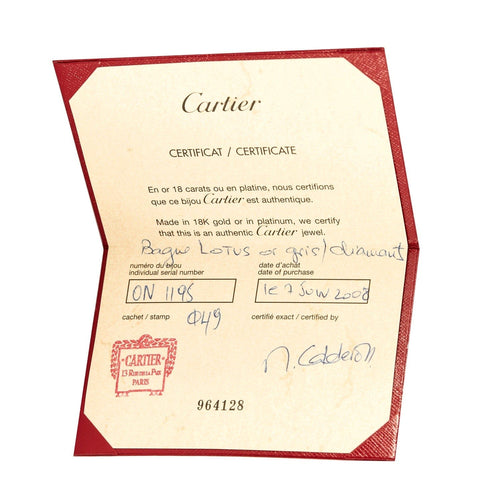 Cartier
CERTIFICAT / CERTIFICATE
En or 18 carats ou en platine, nous certifions
que ce bijou Cartier est authentique.
Made in 18K gold or in platinum, we certify
that this is an authentic Cartier jewel.
Bague LOTUS or gris/diamant
numéro du bijou date d'achat
individual serial number date of purchase
ON 1195 le 7 JUIN 2008
cachet / stamp certifié exact / certified by
049
M. Calderon
CARTIER
13 RUE DE LA PAIX
PARIS
964128